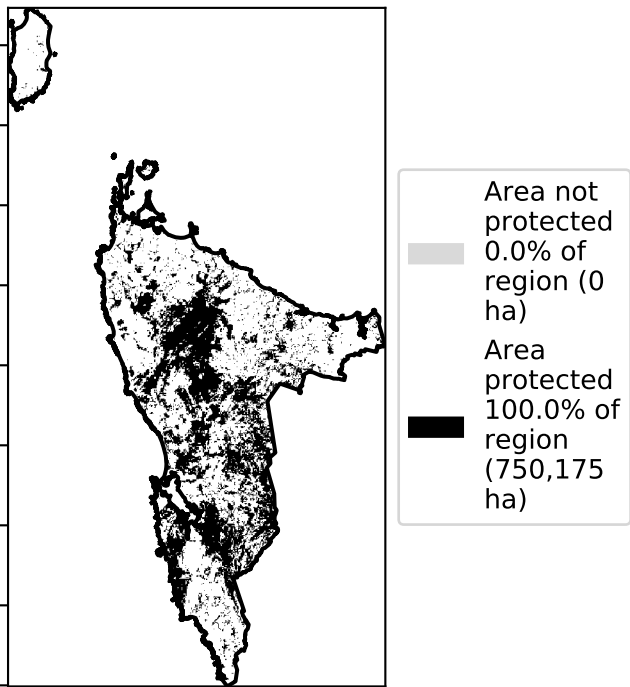 Area not
protected
0.0% of
region (0
ha)
Area
protected
100.0% of
region
(750,175
ha)